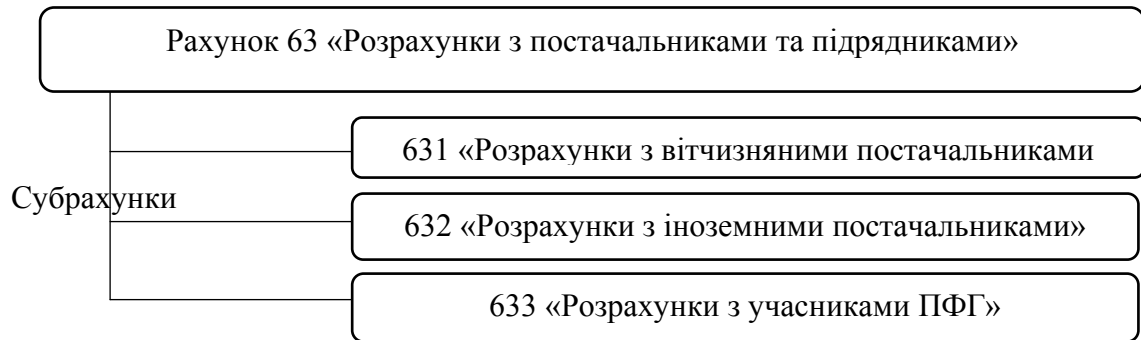 Рахунок 63 «Розрахунки з постачальниками та підрядниками»
631 «Розрахунки з вітчизняними постачальниками
Субрахунки
632 «Розрахунки з іноземними постачальниками»
633 «Розрахунки з учасниками ПФГ»